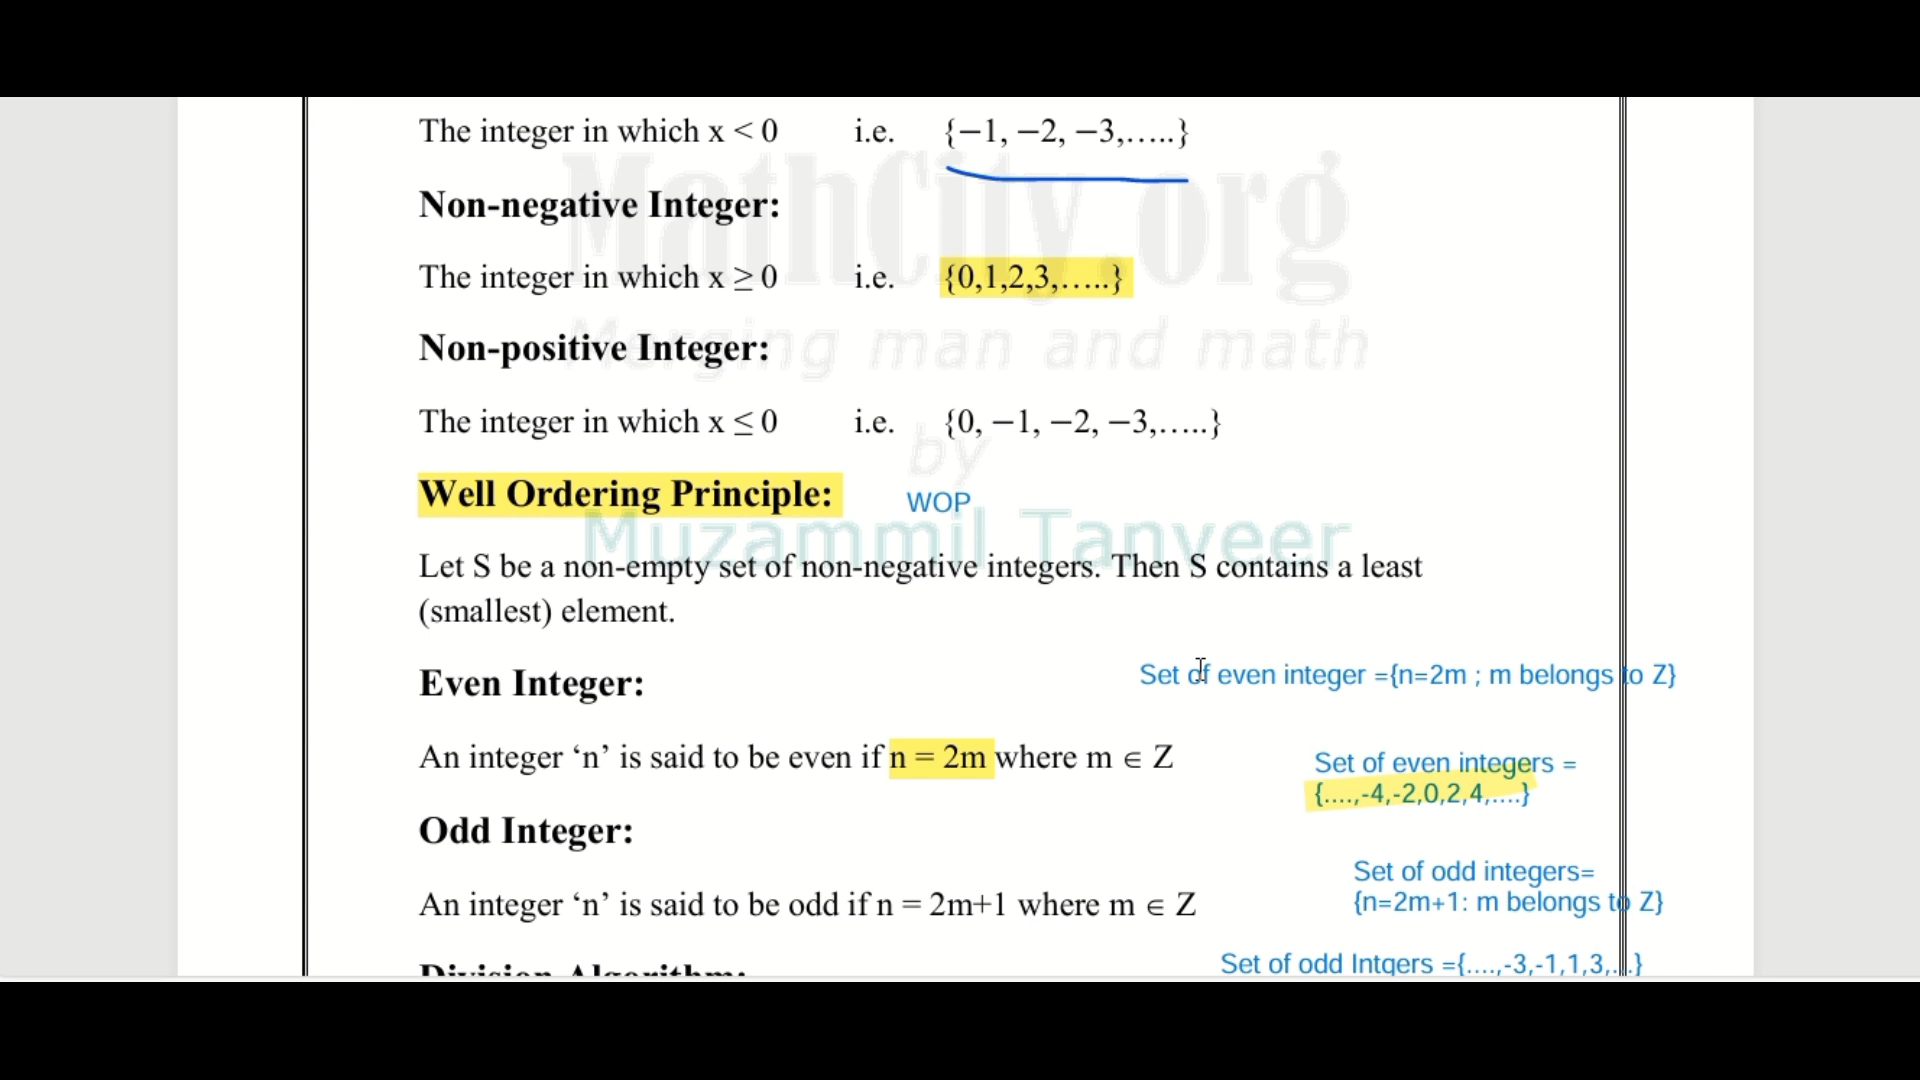 The integer in which x < 0 i.e. {−1, −2, −3,…..}
MathCity.org
Non-negative Integer:
The integer in which x ≥ 0 i.e. {0,1,2,3,…..}
Merging man and math
Non-positive Integer:
The integer in which x ≤ 0 i.e. {0, −1, −2, −3,…..}
by
Well Ordering Principle: WOP
Muzammil Tanveer
Let S be a non-empty set of non-negative integers. Then S contains a least
(smallest) element.
Even Integer: Set of even integer ={n=2m ; m belongs to Z}
An integer ‘n’ is said to be even if n = 2m where m ∈ Z
Set of even integers =
{....,-4,-2,0,2,4,....}
Odd Integer:
Set of odd integers=
{n=2m+1: m belongs to Z}
An integer ‘n’ is said to be odd if n = 2m+1 where m ∈ Z
Division Algorithm: Set of odd Intqers ={....,-3,-1,1,3,...}